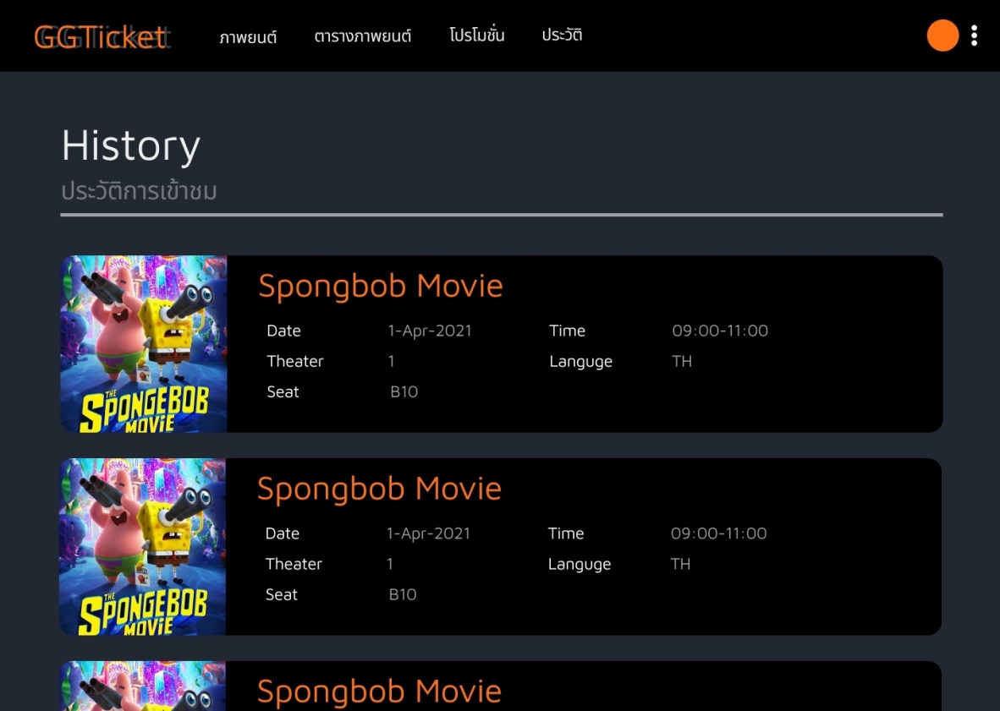 GGTicket ภาพยนต์ ตารางภาพยนต์ โปรโมชั่น ประวัติ
History
ประวัติการเข้าชม
Spongbob Movie
Date 1-Apr-2021 Time 09:00-11:00
Theater 1 Languge TH
Seat B10
THE
SPONGEBOB
MOVIE
Spongbob Movie
Date 1-Apr-2021 Time 09:00-11:00
Theater 1 Languge TH
Seat B10
THE
SPONGEBOB
MOVIE
Spongbob Movie